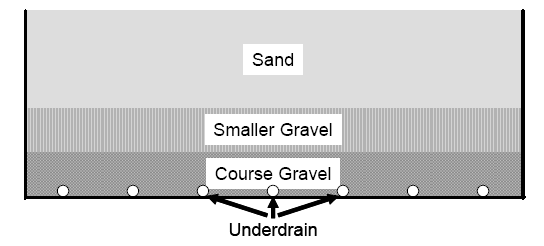 Sand
Smaller Gravel
Course Gravel
Underdrain